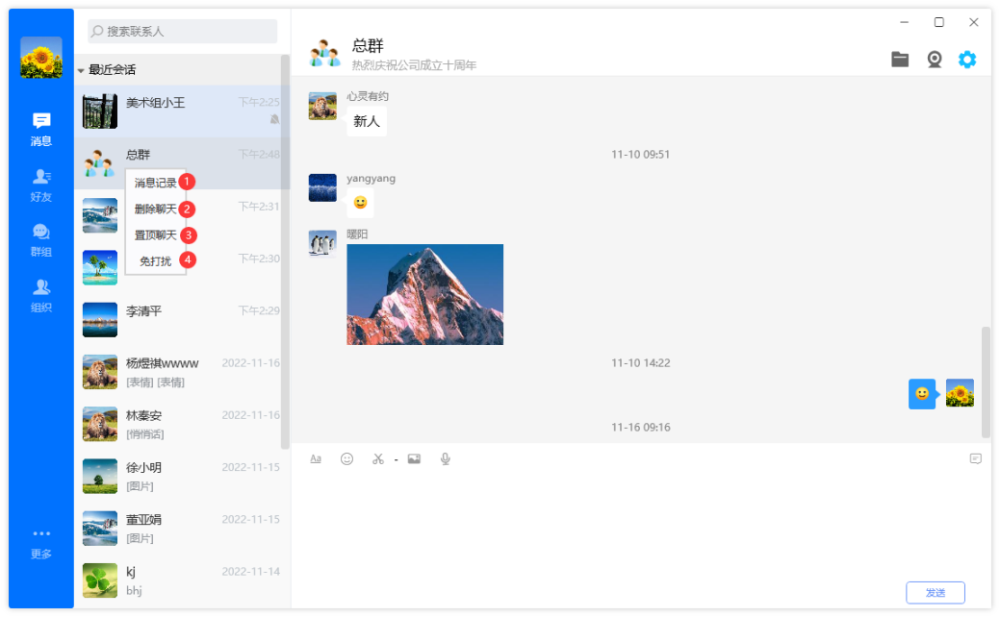 搜索联系人
最近会话
消息
好友
群组
组织
更多
美术组小王 下午2:25
总群 下午2:48
消息记录 1
删除聊天 2
置顶聊天 3
免打扰 4
下午2:31
下午2:30
李清平 下午2:29
杨煜祺wwww 2022-11-16
[表情] [表情]
林秦安 2022-11-16
[悄悄话]
徐小明 2022-11-15
[图片]
董亚娟 2022-11-15
[图片]
kj 2022-11-14
bhj
总群
热烈庆祝公司成立十周年
心灵有约
新人
11-10 09:51
yangyang
暖阳
11-10 14:22
11-16 09:16
Aa
发送